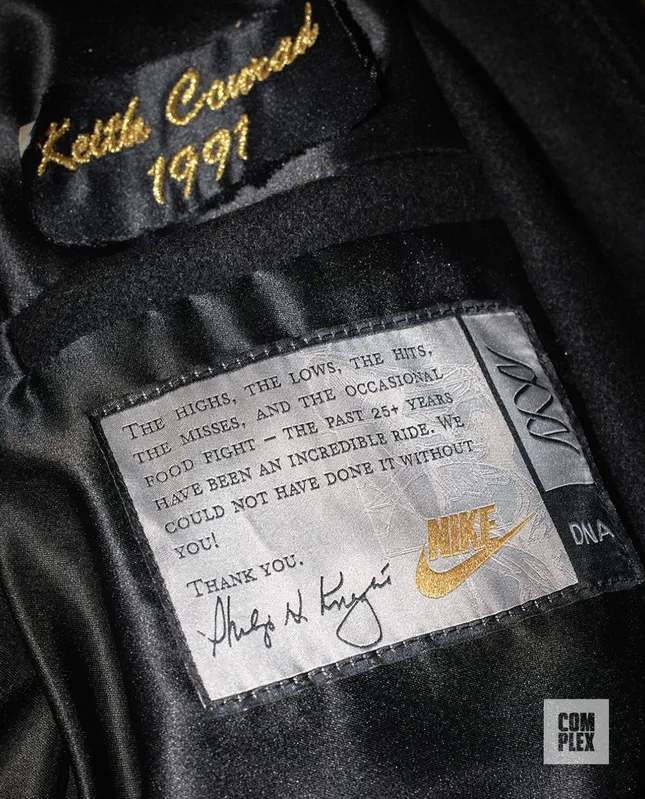 Keith Conrad
1991
THE HIGHS, THE LOWS, THE HITS,
THE MISSES, AND THE OCCASIONAL
FOOD FIGHT – THE PAST 25+ YEARS
HAVE BEEN AN INCREDIBLE RIDE. WE
COULD NOT HAVE DONE IT WITHOUT
YOU!
THANK YOU.
Philip H. Knight
NIKE
DNA
COM
PLEX